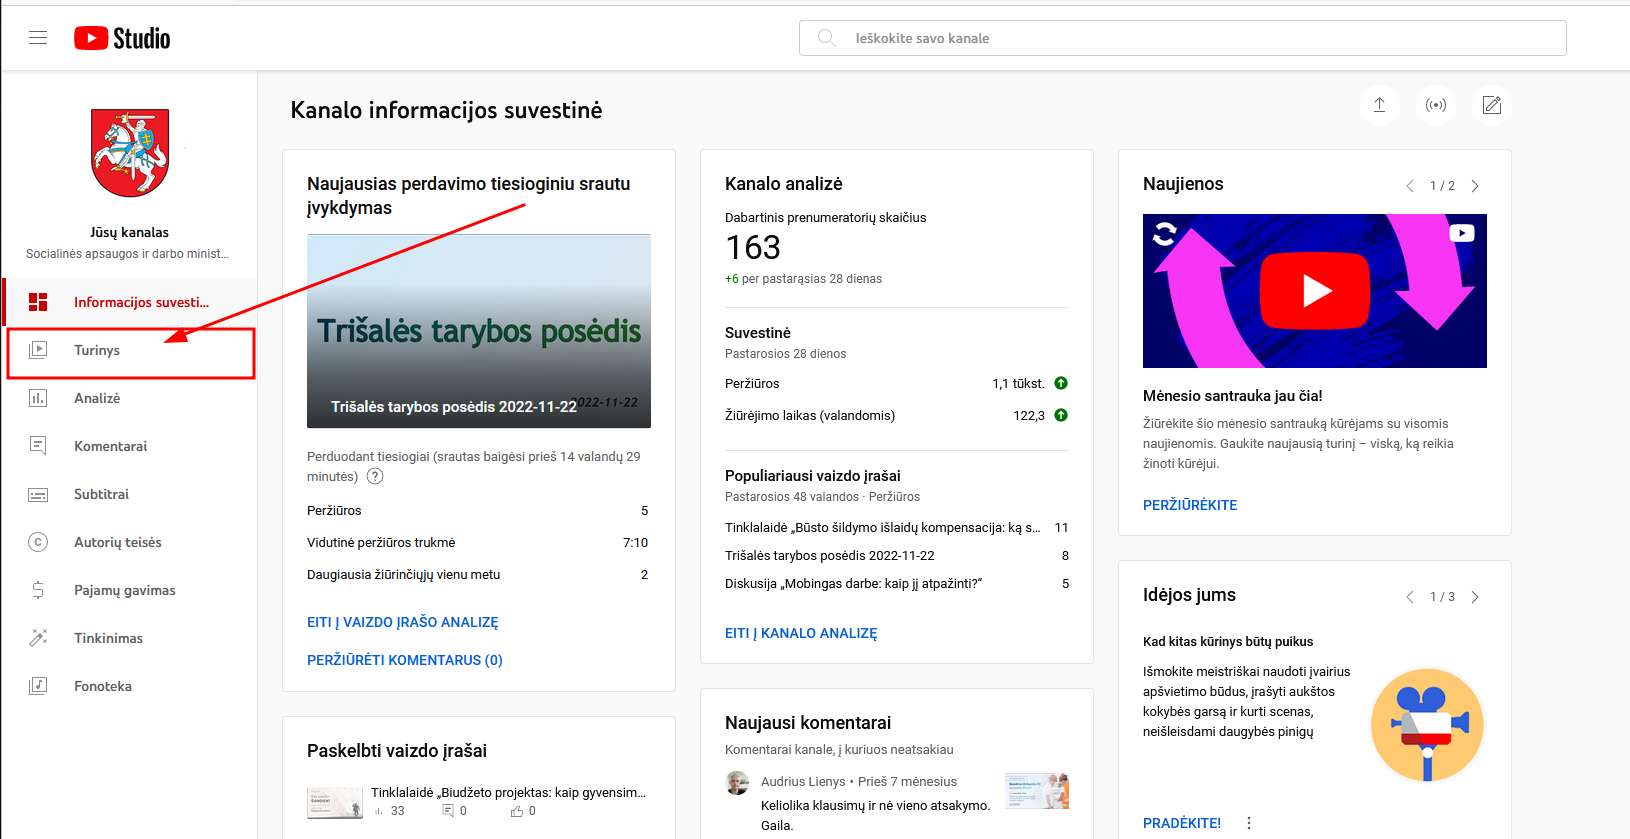 Studio
Ieškokite savo kanale
Jūsų kanalas
Socialinės apsaugos ir darbo minist...
Informacijos suvesti...
Turinys
Analizė
Komentarai
Subtitrai
Autorių teisės
Pajamų gavimas
Tinkinimas
Fonoteka
Kanalo informacijos suvestinė
Naujausias perdavimo tiesioginiu srautu
įvykdymas
Trišalės tarybos posėdis
2022-11-22
Trišalės tarybos posėdis 2022-11-22
Perduodant tiesiogiai (srautas baigėsi prieš 14 valandų 29
minutės) ?
Peržiūros 5
Vidutinė peržiūros trukmė 7:10
Daugiausia žiūrinčiųjų vienu metu 2
EITI Į VAIZDO ĮRAŠO ANALIZĘ
PERŽIŪRĖTI KOMENTARUS (0)
Paskelbti vaizdo įrašai
Tinklalaidė „Biudžeto projektas: kaip gyvensim...
33 0 0
Kanalo analizė
Dabartinis prenumeratorių skaičius
163
+6 per pastarąsias 28 dienas
Suvestinė
Pastarosios 28 dienos
Peržiūros 1,1 tūkst.
Žiūrėjimo laikas (valandomis) 122,3
Populiariausi vaizdo įrašai
Pastarosios 48 valandos · Peržiūros
Tinklalaidė „Būsto šildymo išlaidų kompensacija: ką s... 11
Trišalės tarybos posėdis 2022-11-22 8
Diskusija „Mobingas darbe: kaip jį atpažinti?“ 5
EITI Į KANALO ANALIZĘ
Naujausi komentarai
Komentarai kanale, į kuriuos neatsakiau
Audrius Lienys • Prieš 7 mėnesius
Keliolika klausimų ir nė vieno atsakymo.
Gaila.
Naujienos
1 / 2
Mėnesio santrauka jau čia!
Žiūrėkite šio mėnesio santrauką kūrėjams su visomis
naujienomis. Gaukite naujausią turinį – viską, ką reikia
žinoti kūrėjui.
PERŽIŪRĖKITE
Idėjos jums
1 / 3
Kad kitas kūrinys būtų puikus
Išmokite meistriškai naudoti įvairius
apšvietimo būdus, įrašyti aukštos
kokybės garsą ir kurti scenas,
neišleisdami daugybės pinigų
PRADĖKITE!